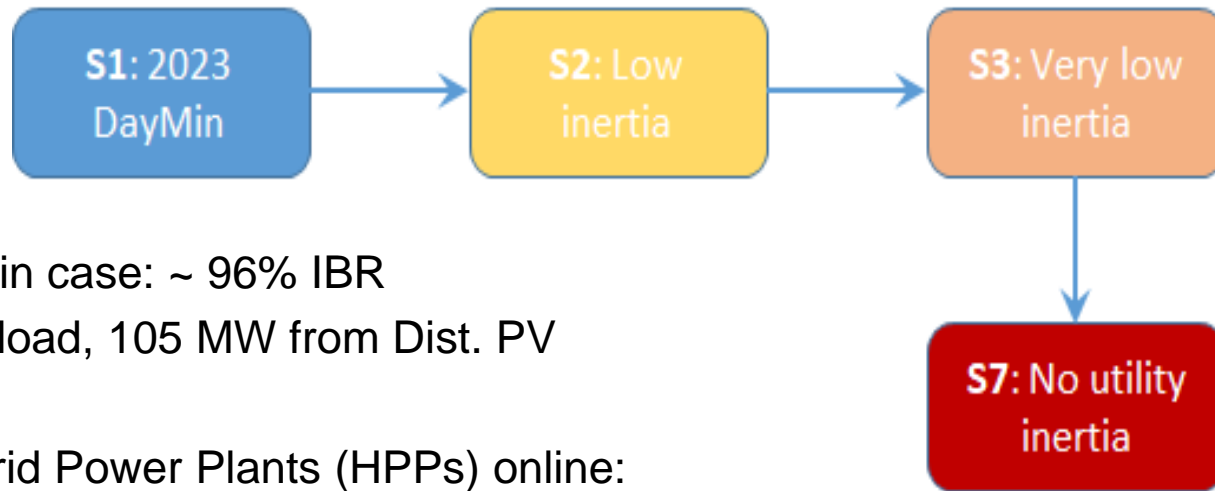 S1: 2023
DayMin
S2: Low
inertia
S3: Very low
inertia
in case: ~ 96% IBR
load, 105 MW from Dist. PV
S7: No utility
inertia
rid Power Plants (HPPs) online: